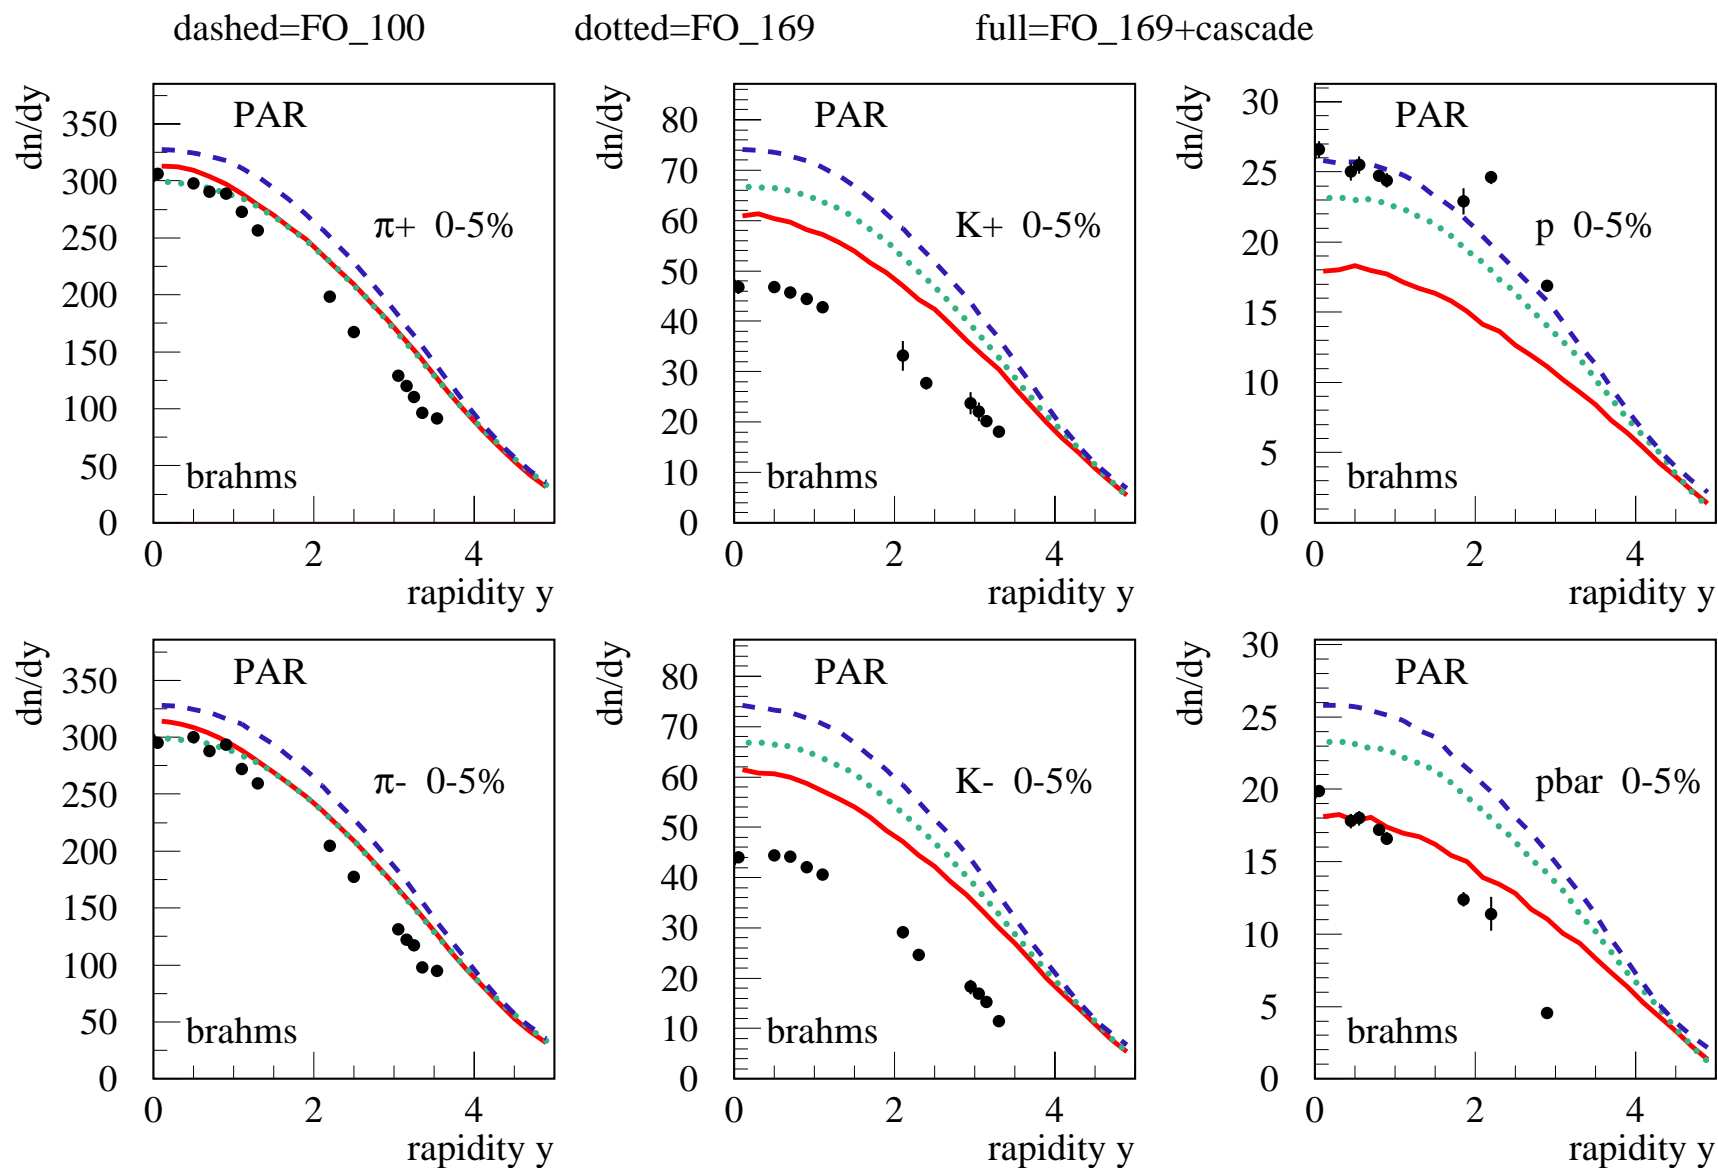 dashed=FO_100 dotted=FO_169 full=FO_169+cascade
dn/dy
350
300
250
200
150
100
50
0
PAR
π+ 0-5%
brahms
0 2 4
rapidity y
dn/dy
80
70
60
50
40
30
20
10
0
PAR
K+ 0-5%
brahms
0 2 4
rapidity y
dn/dy
30
25
20
15
10
5
0
PAR
p 0-5%
brahms
0 2 4
rapidity y
dn/dy
350
300
250
200
150
100
50
0
PAR
π- 0-5%
brahms
0 2 4
rapidity y
dn/dy
80
70
60
50
40
30
20
10
0
PAR
K- 0-5%
brahms
0 2 4
rapidity y
dn/dy
30
25
20
15
10
5
0
PAR
pbar 0-5%
brahms
0 2 4
rapidity y